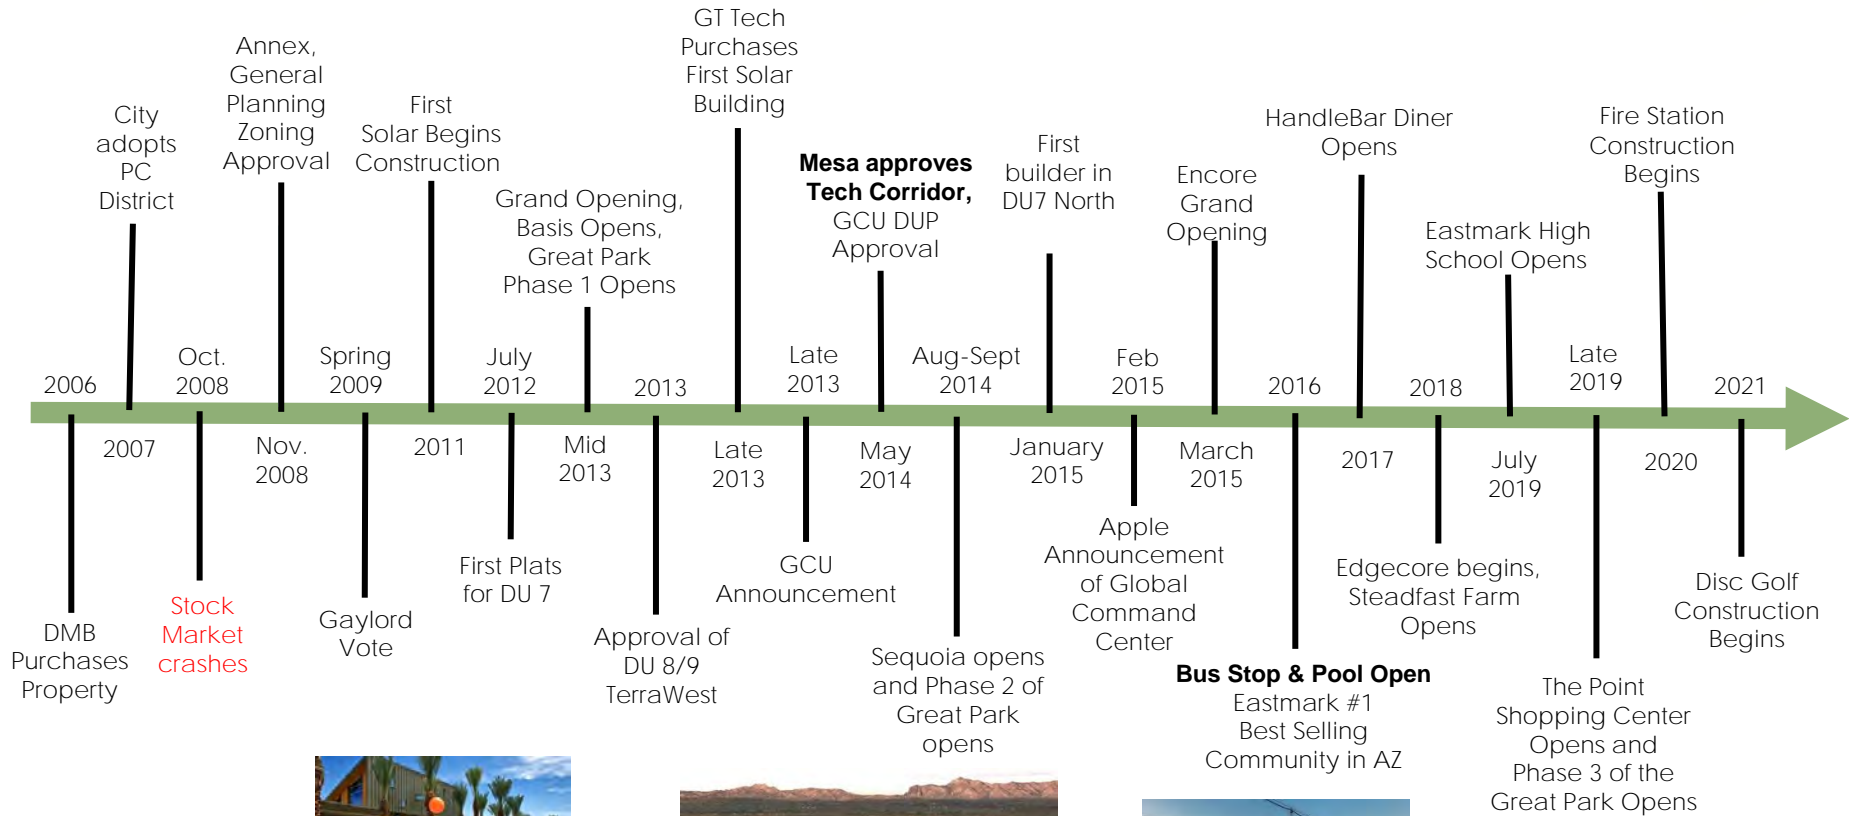 2006
DMB
Purchases
Property
City
adopts
PC
District
2007
Oct.
2008
Stock
Market
crashes
Annex,
General
Planning
Zoning
Approval
Nov.
2008
Spring
2009
Gaylord
Vote
First
Solar Begins
Construction
2011
July
2012
First Plats
for DU 7
Grand Opening,
Basis Opens,
Great Park
Phase 1 Opens
Mid
2013
2013
Approval of
DU 8/9
TerraWest
GT Tech
Purchases
First Solar
Building
Late
2013
Late
2013
GCU
Announcement
Mesa approves
Tech Corridor,
GCU DUP
Approval
May
2014
Aug-Sept
2014
Sequoia opens
and Phase 2 of
Great Park
opens
First
builder in
DU7 North
January
2015
Feb
2015
Apple
Announcement
of Global
Command
Center
Encore
Grand
Opening
March
2015
2016
Bus Stop & Pool Open
Eastmark #1
Best Selling
Community in AZ
HandleBar Diner
Opens
2017
2018
Edgecore begins,
Steadfast Farm
Opens
Eastmark High
School Opens
July
2019
Late
2019
The Point
Shopping Center
Opens and
Phase 3 of the
Great Park Opens
Fire Station
Construction
Begins
2020
2021
Disc Golf
Construction
Begins